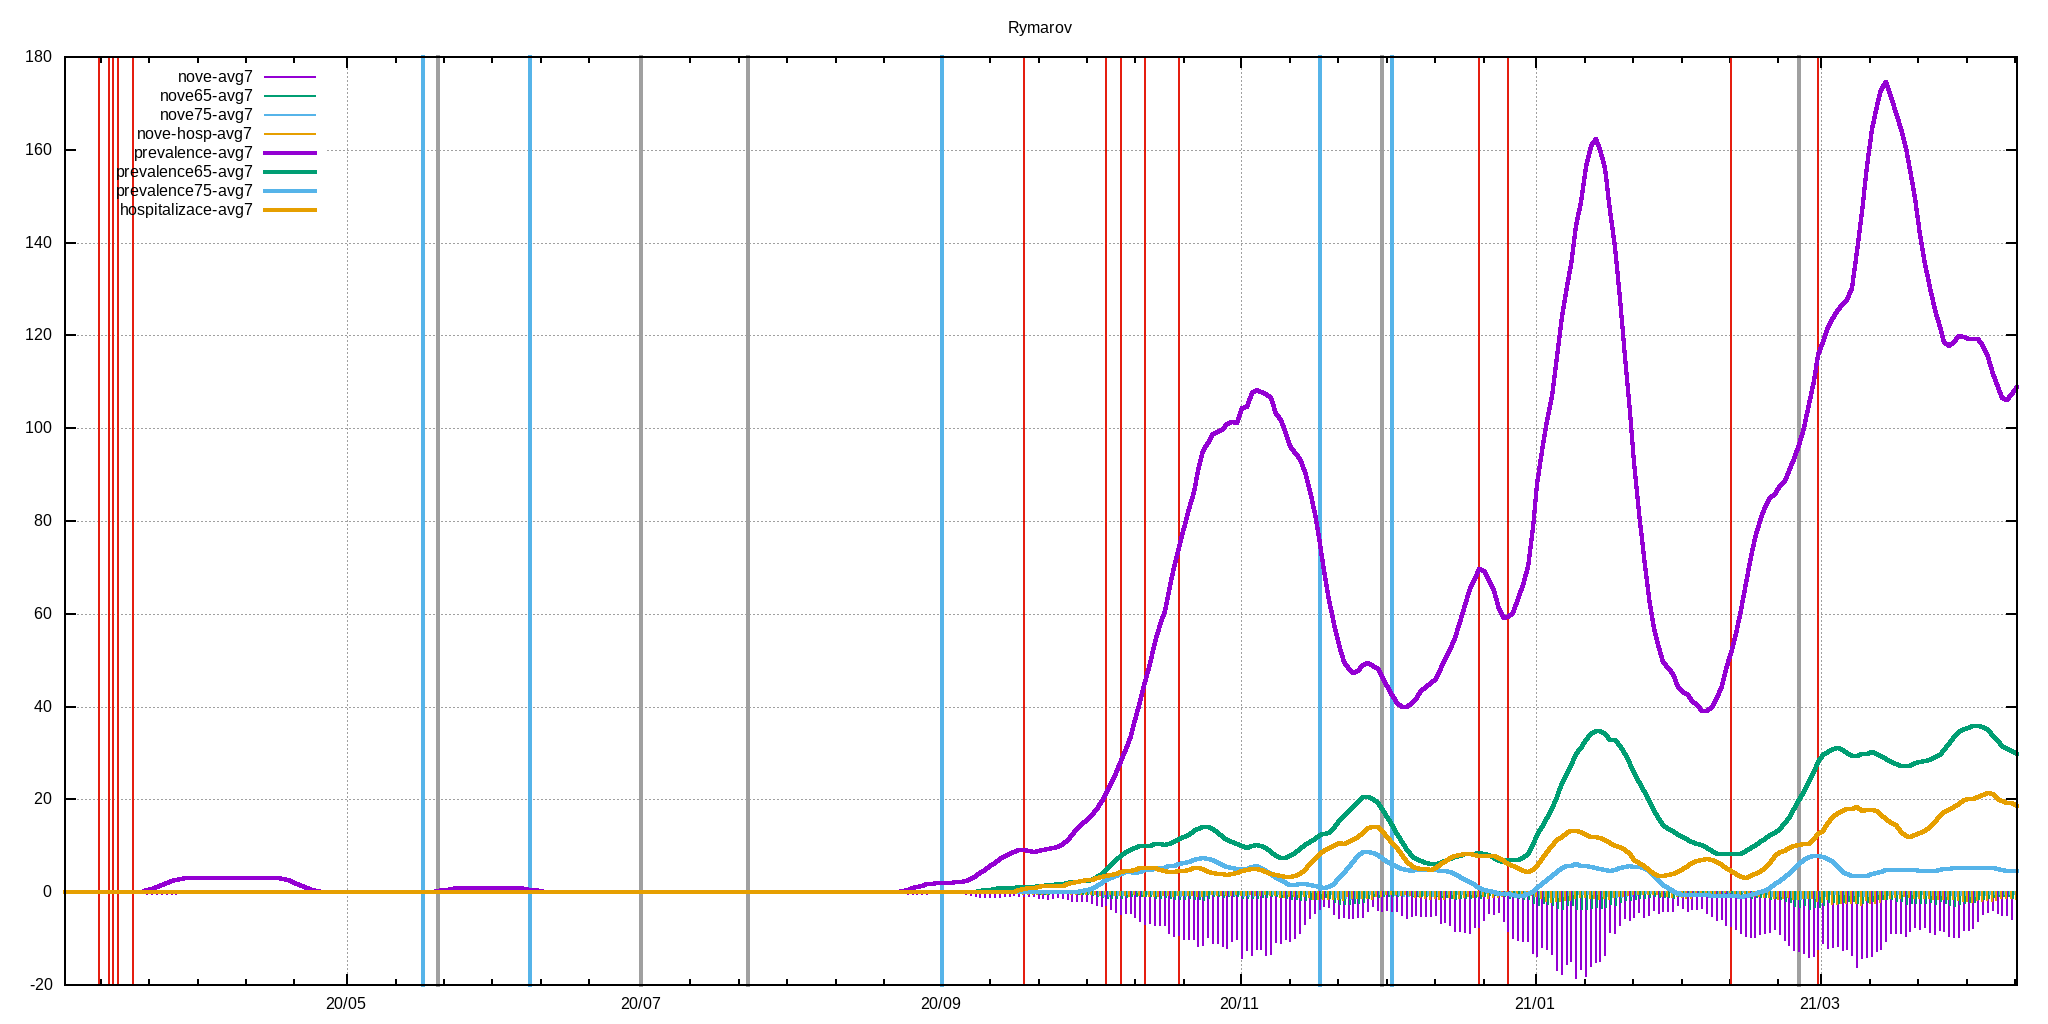 Rymarov
180
160
140
120
100
80
60
40
20
0
-20
nove-avg7
nove65-avg7
nove75-avg7
nove-hosp-avg7
prevalence-avg7
prevalence65-avg7
prevalence75-avg7
hospitalizace-avg7
20/05 20/07 20/09 20/11 21/01 21/03